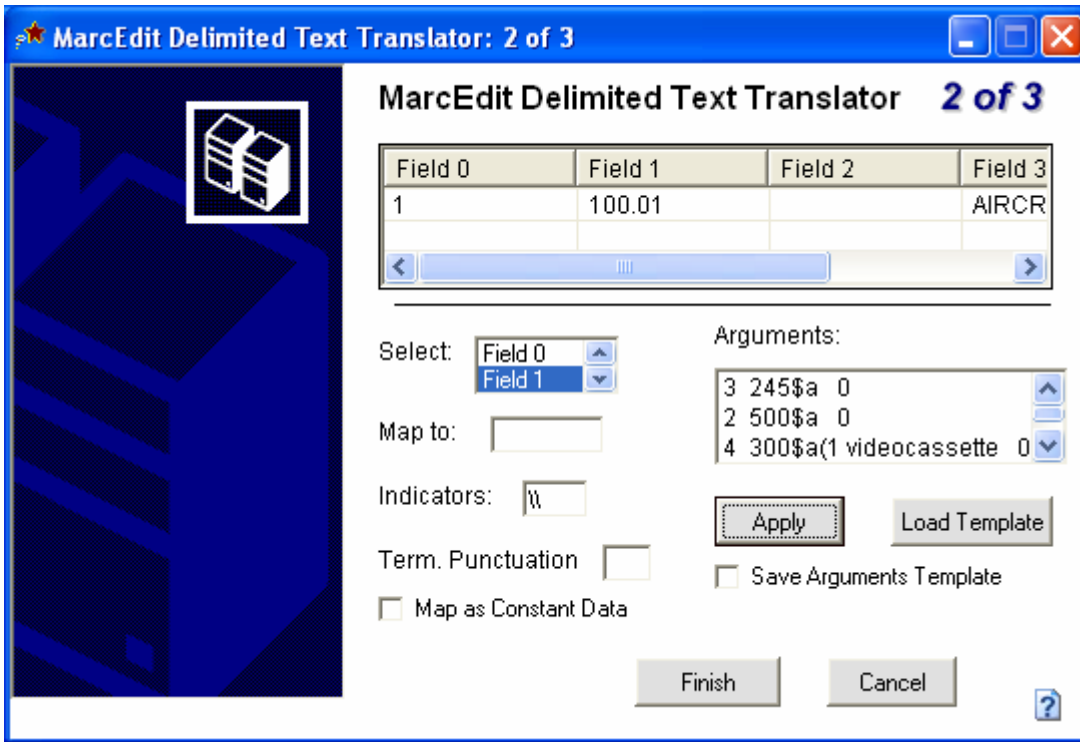 MarcEdit Delimited Text Translator: 2 of 3
MarcEdit Delimited Text Translator 2 of 3
Field 0 Field 1 Field 2 Field 3
1 100.01 AIRCR
Select: Field 0
Field 1
Arguments:
3 245$a 0
2 500$a 0
4 300$a(1 videocassette 0
Map to:
Indicators: \\
Apply Load Template
Term. Punctuation
Save Arguments Template
Map as Constant Data
Finish Cancel
?